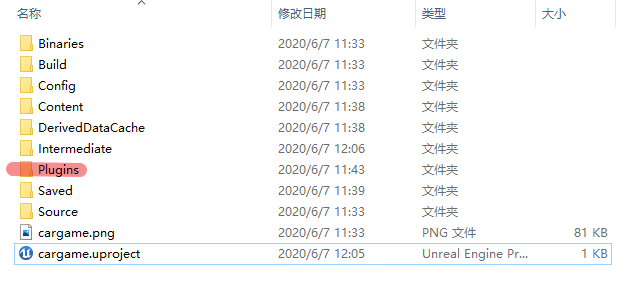 名称 修改日期 类型 大小
Binaries 2020/6/7 11:33 文件夹
Build 2020/6/7 11:33 文件夹
Config 2020/6/7 11:33 文件夹
Content 2020/6/7 11:38 文件夹
DerivedDataCache 2020/6/7 11:38 文件夹
Intermediate 2020/6/7 12:06 文件夹
Plugins 2020/6/7 11:43 文件夹
Saved 2020/6/7 11:39 文件夹
Source 2020/6/7 11:33 文件夹
cargame.png 2020/6/7 11:33 PNG 文件 81 KB
cargame.uproject 2020/6/7 12:05 Unreal Engine Pr... 1 KB